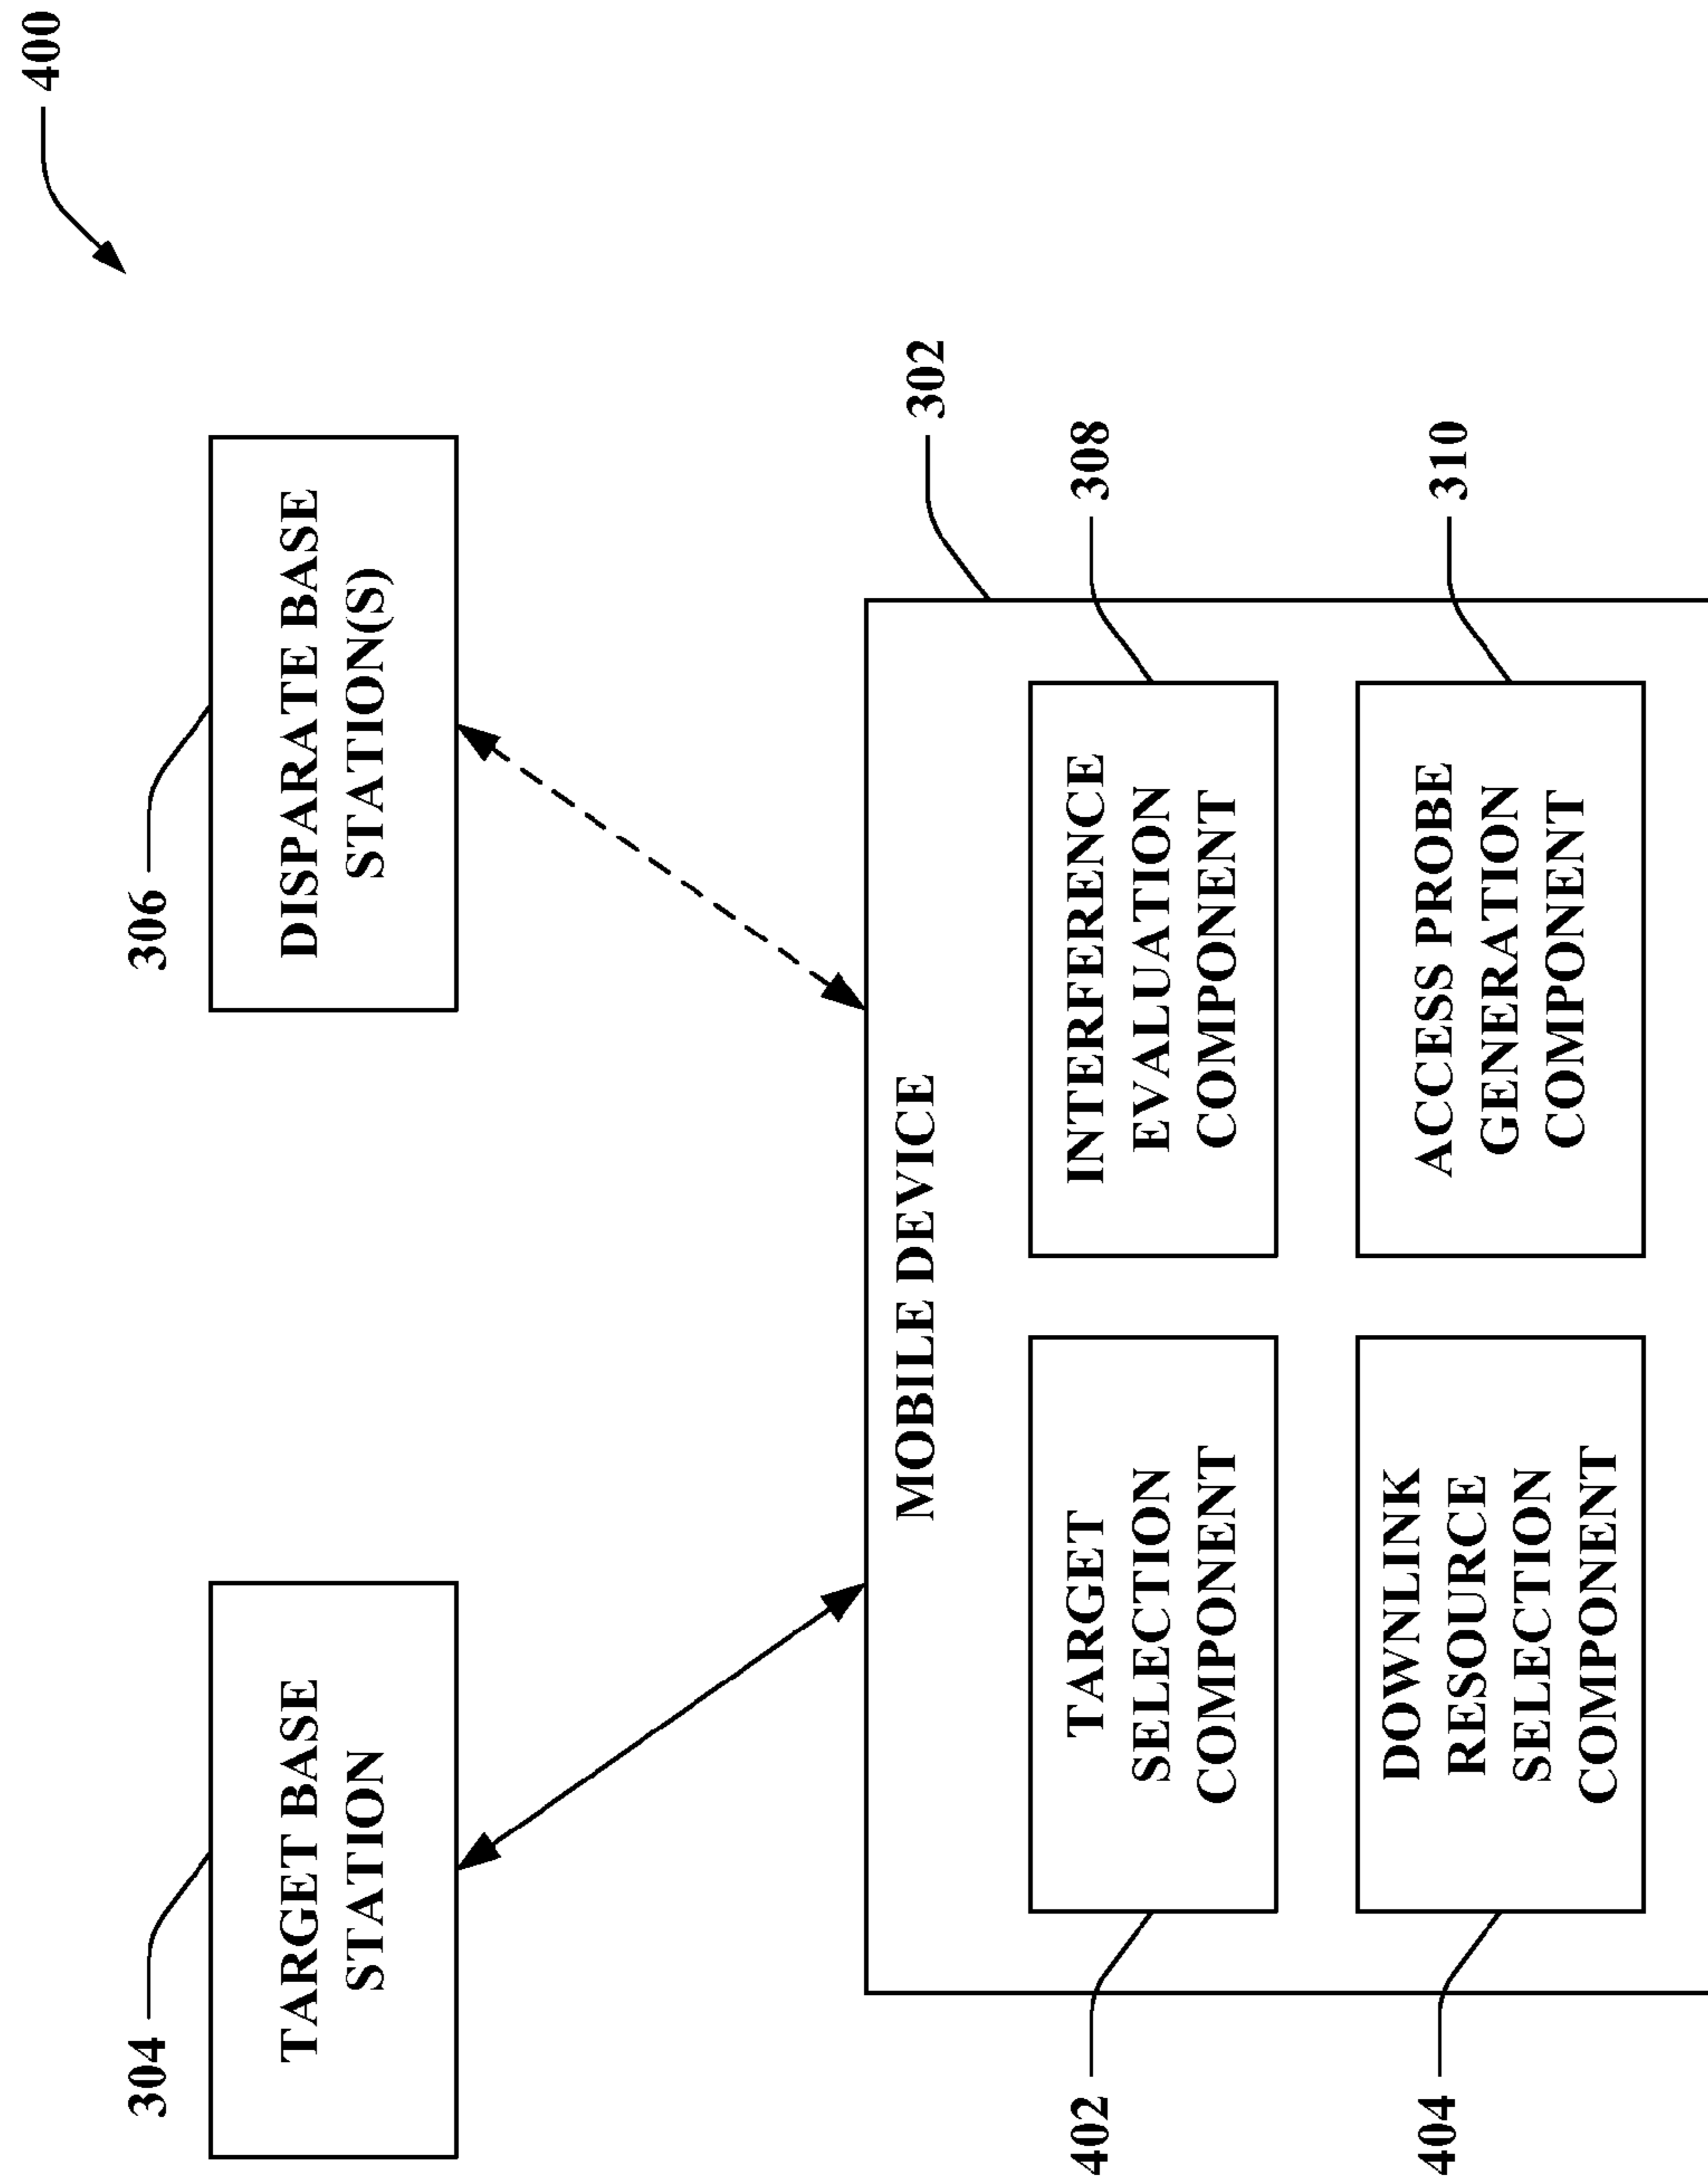 400
304
306
TARGET BASE
STATION
DISPARATE BASE
STATION(S)
302
MOBILE DEVICE
402
308
TARGET
SELECTION
COMPONENT
INTERFERENCE
EVALUATION
COMPONENT
404
310
DOWNLINK
RESOURCE
SELECTION
COMPONENT
ACCESS PROBE
GENERATION
COMPONENT